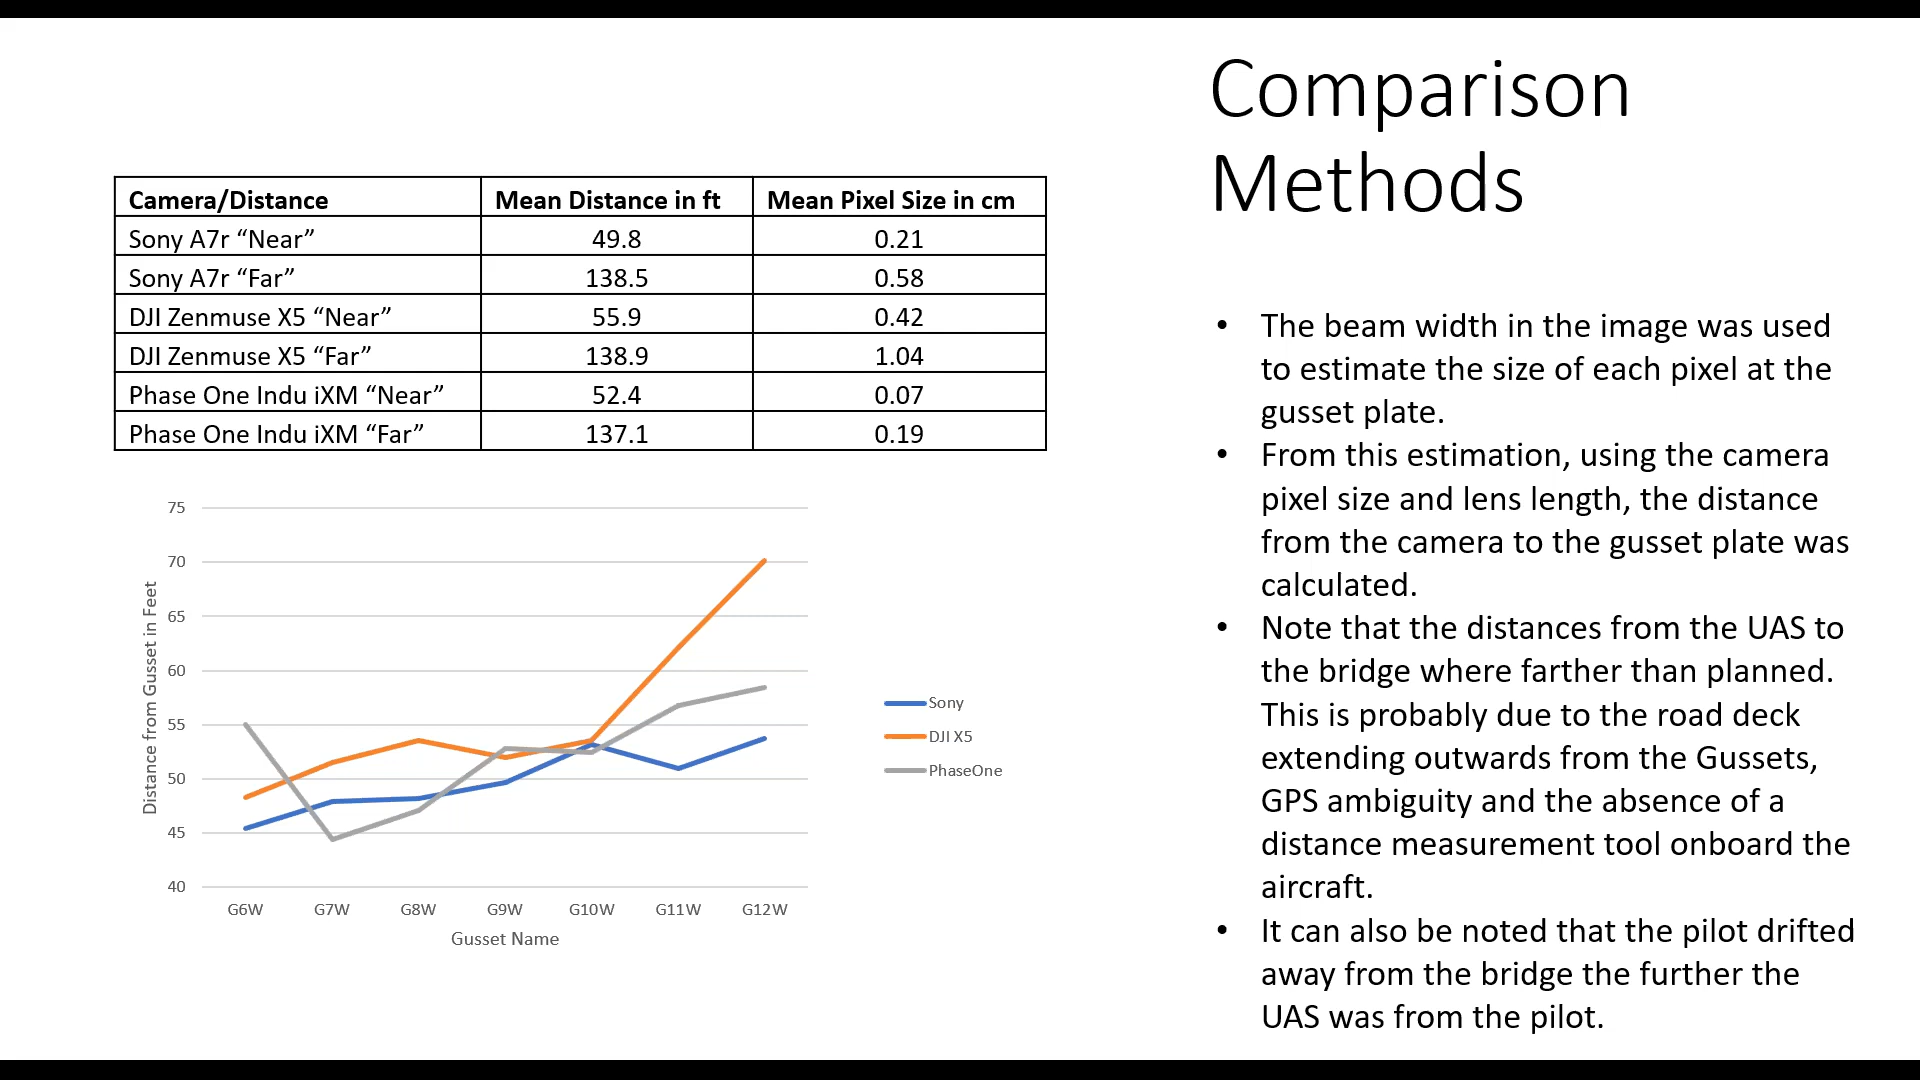 Comparison
Methods
Camera/Distance Mean Distance in ft Mean Pixel Size in cm
Sony A7r “Near” 49.8 0.21
Sony A7r “Far” 138.5 0.58
DJI Zenmuse X5 “Near” 55.9 0.42
DJI Zenmuse X5 “Far” 138.9 1.04
Phase One Indu iXM “Near” 52.4 0.07
Phase One Indu iXM “Far” 137.1 0.19
75
70
65
60
55
50
45
40
Distance from Gusset in Feet
G6W G7W G8W G9W G10W G11W G12W
Gusset Name
Sony
DJI X5
PhaseOne
• The beam width in the image was used
to estimate the size of each pixel at the
gusset plate.
• From this estimation, using the camera
pixel size and lens length, the distance
from the camera to the gusset plate was
calculated.
• Note that the distances from the UAS to
the bridge where farther than planned.
This is probably due to the road deck
extending outwards from the Gussets,
GPS ambiguity and the absence of a
distance measurement tool onboard the
aircraft.
• It can also be noted that the pilot drifted
away from the bridge the further the
UAS was from the pilot.